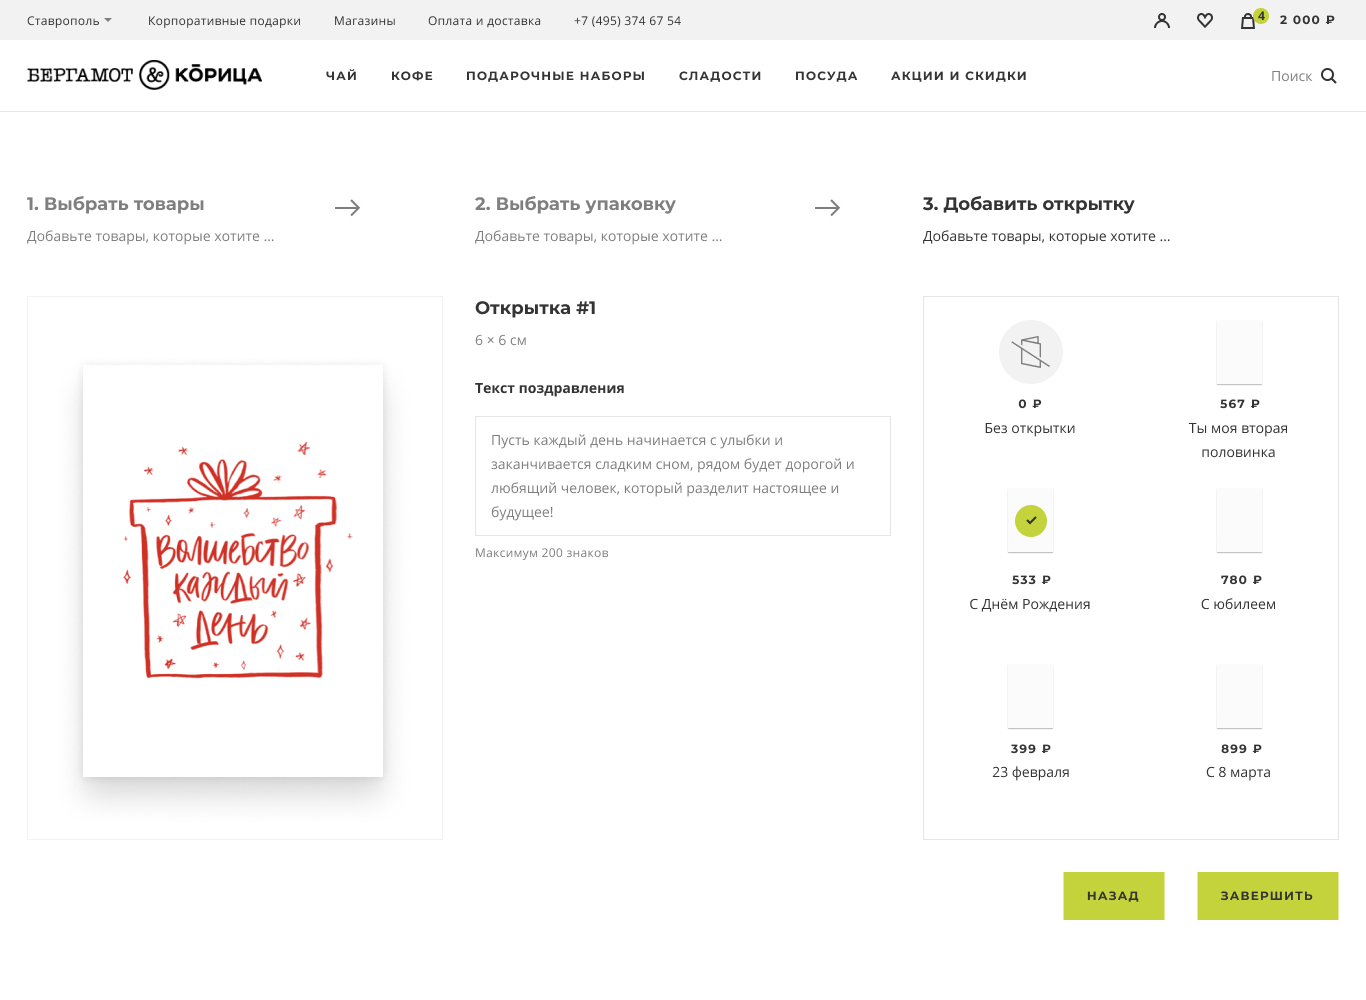 Ставрополь
Корпоративные подарки
Магазины
Оплата и доставка
+7 (495) 374 67 54
4
2 000 ₽
БЕРГАМОТ & КŌРИЦА
ЧАЙ
КОФЕ
ПОДАРОЧНЫЕ НАБОРЫ
СЛАДОСТИ
ПОСУДА
АКЦИИ И СКИДКИ
Поиск
1. Выбрать товары
Добавьте товары, которые хотите ...
2. Выбрать упаковку
Добавьте товары, которые хотите ...
3. Добавить открытку
Добавьте товары, которые хотите ...
ВОЛШЕБСТВО
КАЖДЫЙ
ДЕНЬ
Открытка #1
6 × 6 см
Текст поздравления
Пусть каждый день начинается с улыбки и
заканчивается сладким сном, рядом будет дорогой и
любящий человек, который разделит настоящее и
будущее!
Максимум 200 знаков
0 ₽
Без открытки
567 ₽
Ты моя вторая
половинка
533 ₽
С Днём Рождения
780 ₽
С юбилеем
399 ₽
23 февраля
899 ₽
С 8 марта
НАЗАД
ЗАВЕРШИТЬ